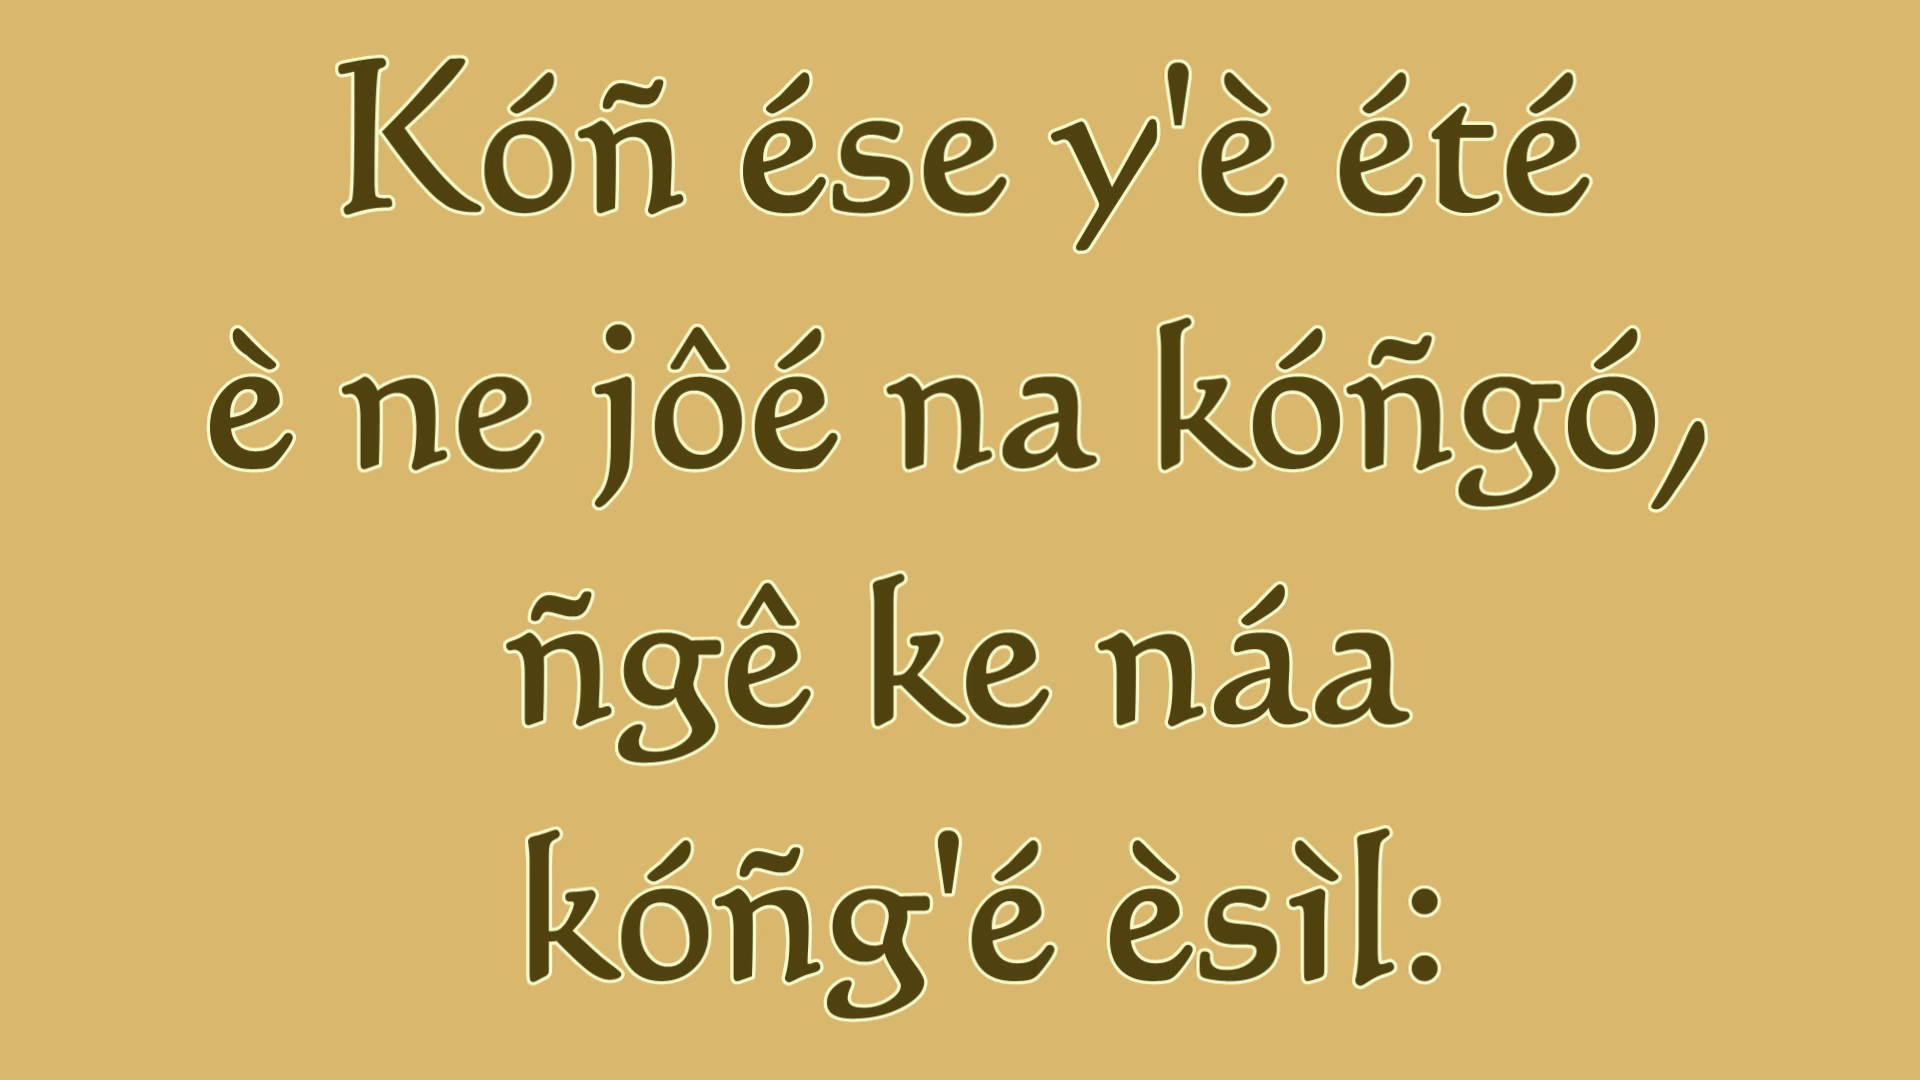 Kóñ ése y'è été
è ne jôé na kóñgó,
ñgê ke náa
kóñg'é èsìl: